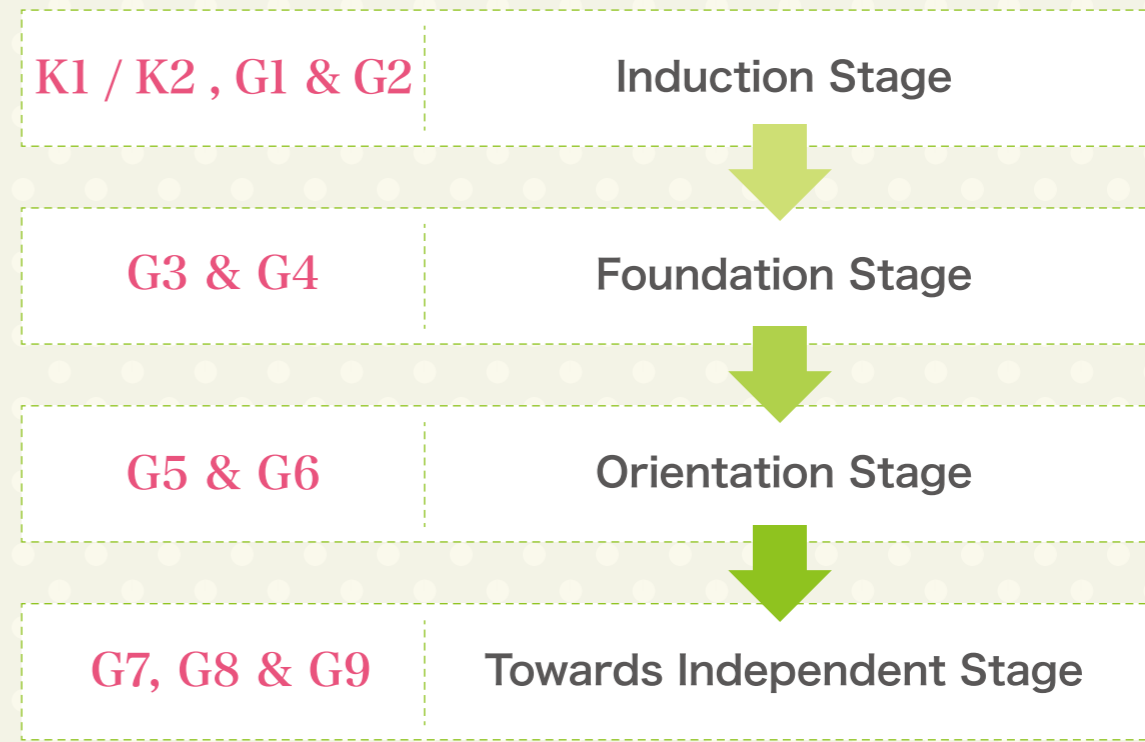 K1 / K2 , G1 & G2 Induction Stage
G3 & G4 Foundation Stage
G5 & G6 Orientation Stage
G7, G8 & G9 Towards Independent Stage